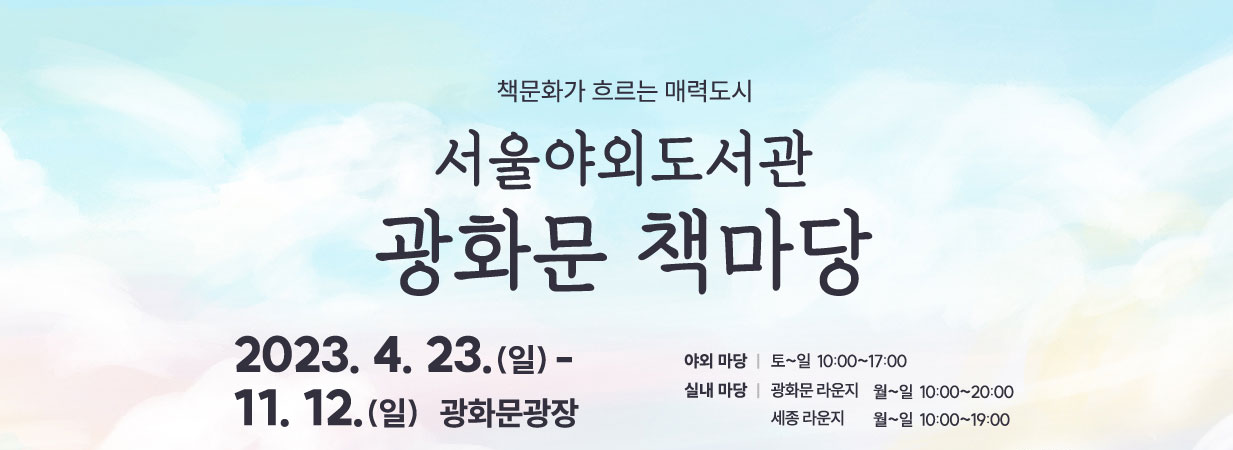 책문화가 흐르는 매력도시
서울야외도서관
광화문 책마당
2023. 4. 23.(일) -
11. 12.(일) 광화문광장
야외 마당 | 토~일 10:00~17:00
실내 마당 | 광화문 라운지 월~일 10:00~20:00
세종 라운지 월~일 10:00~19:00